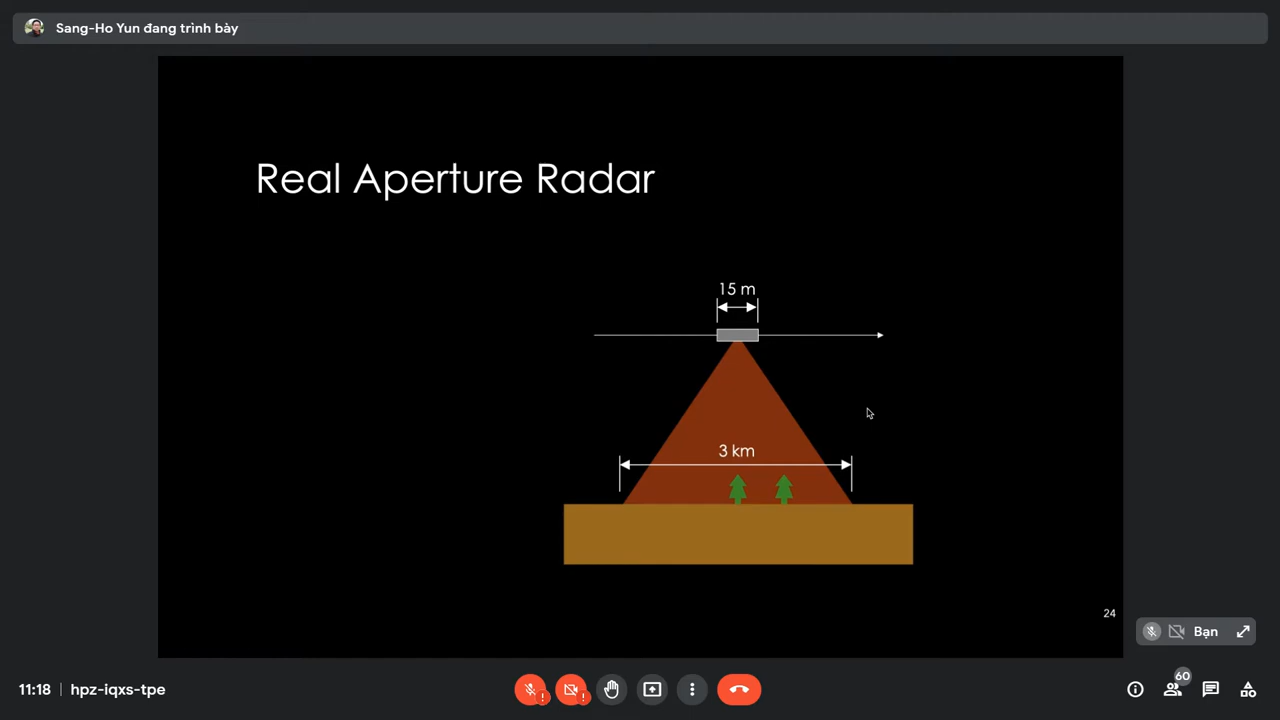 Sang-Ho Yun đang trình bày
Real Aperture Radar
15 m
3 km
24
Bạn
11:18 | hpz-iqxs-tpe
60